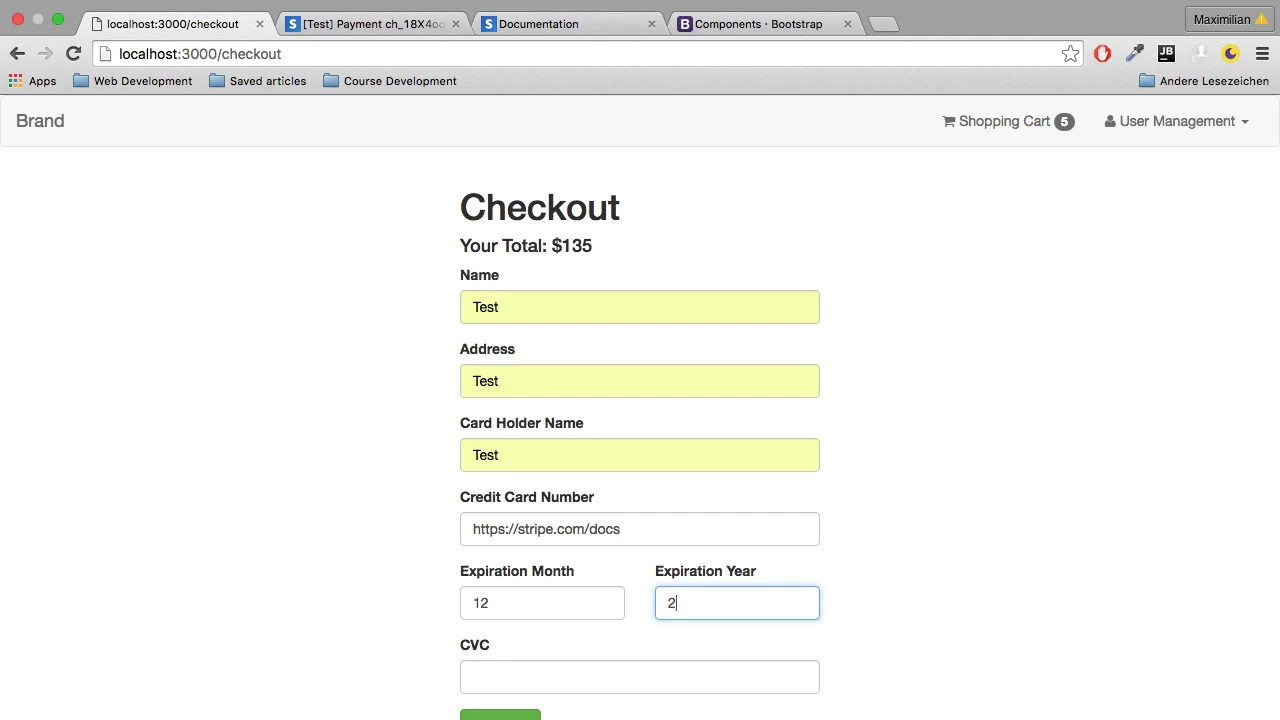 localhost:3000/checkout
[Test] Payment ch_18X4oc
Documentation
Components · Bootstrap
Maximilian
localhost:3000/checkout
Apps
Web Development
Saved articles
Course Development
Andere Lesezeichen
Brand
Shopping Cart 5
User Management
Checkout
Your Total: $135
Name
Test
Address
Test
Card Holder Name
Test
Credit Card Number
https://stripe.com/docs
Expiration Month
Expiration Year
12
2
CVC